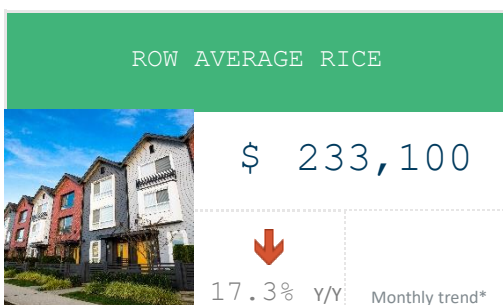 ROW AVERAGE RICE
$ 233,100
17.3% Y/Y
Monthly trend*